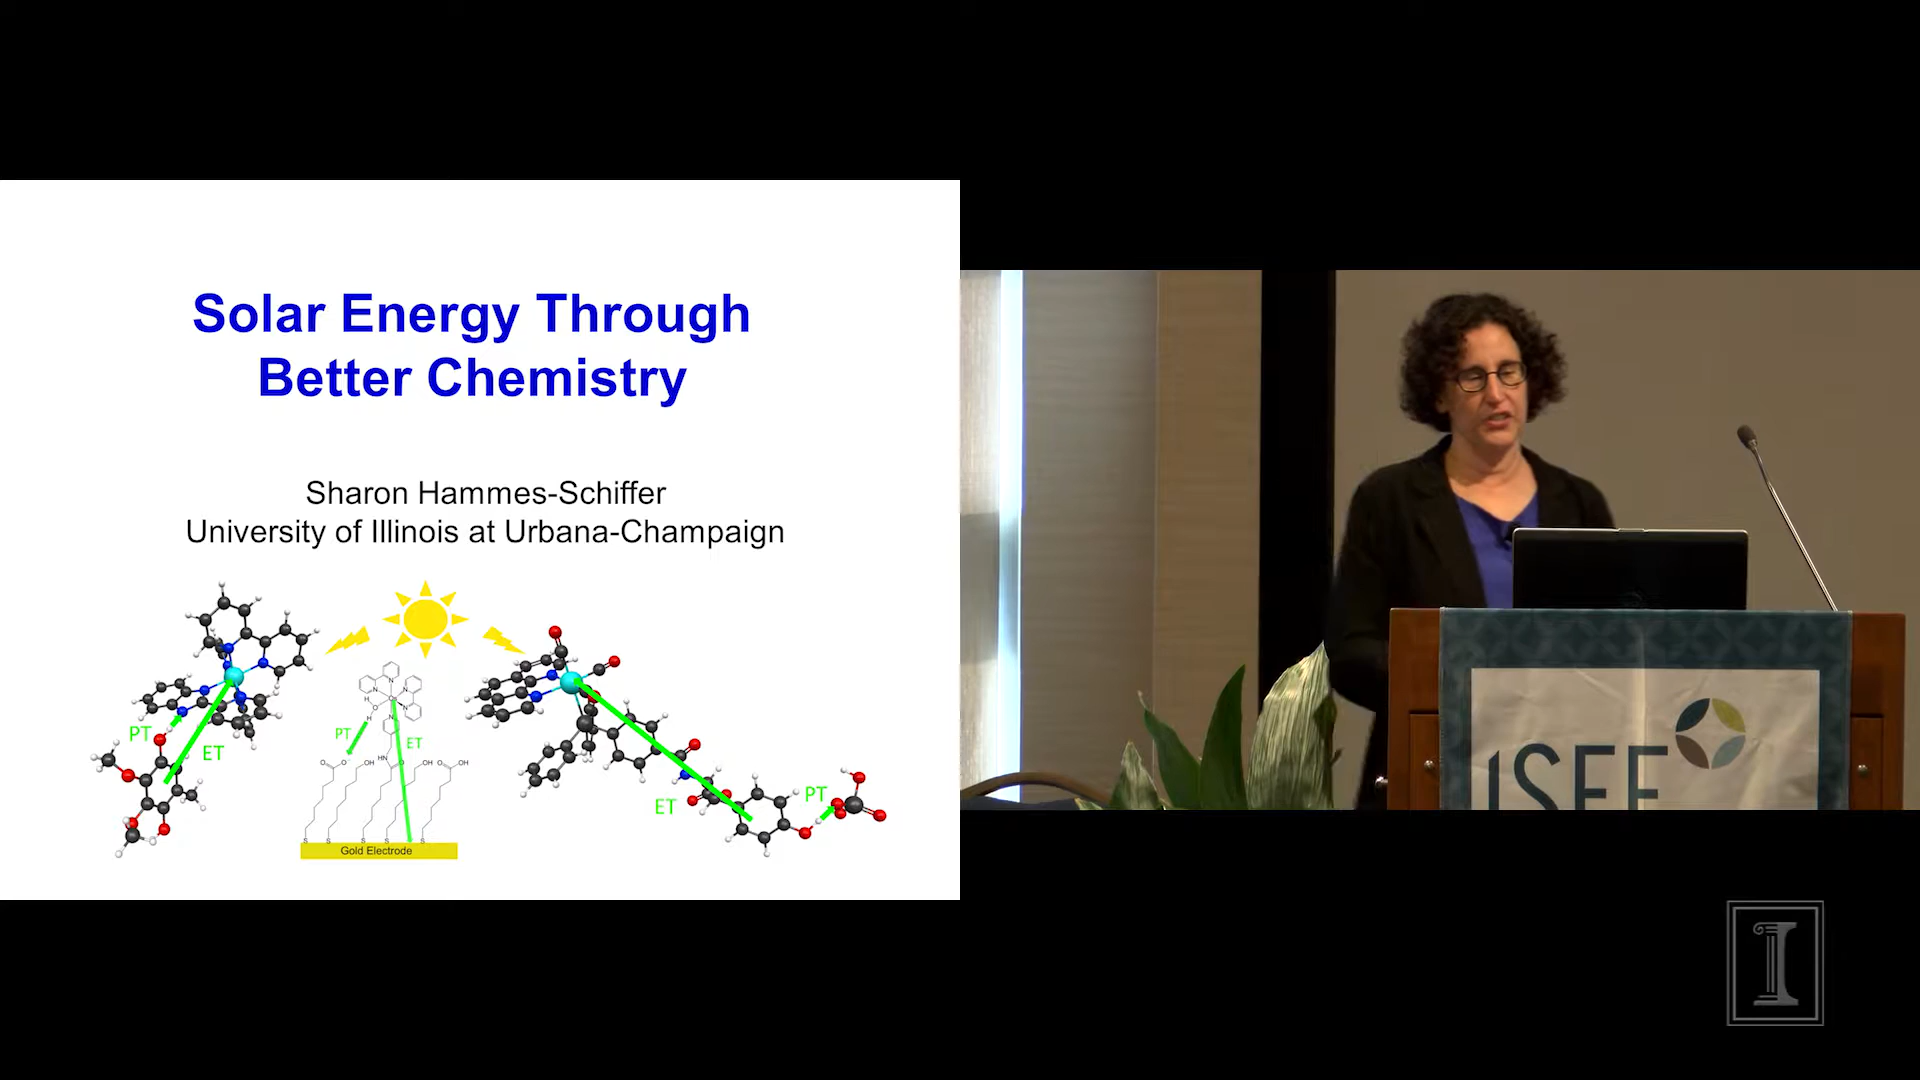 Solar Energy Through
Better Chemistry
Sharon Hammes-Schiffer
University of Illinois at Urbana-Champaign
PT
ET
PT
ET
ET
PT
Gold Electrode
I